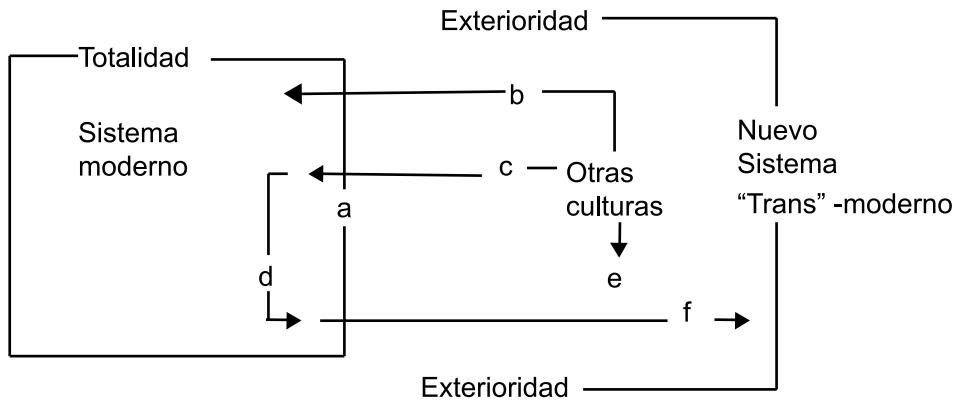 Exterioridad
Totalidad
b
Sistema
moderno
Nuevo
Sistema
“Trans” -moderno
c
Otras
culturas
a
d
e
f
Exterioridad